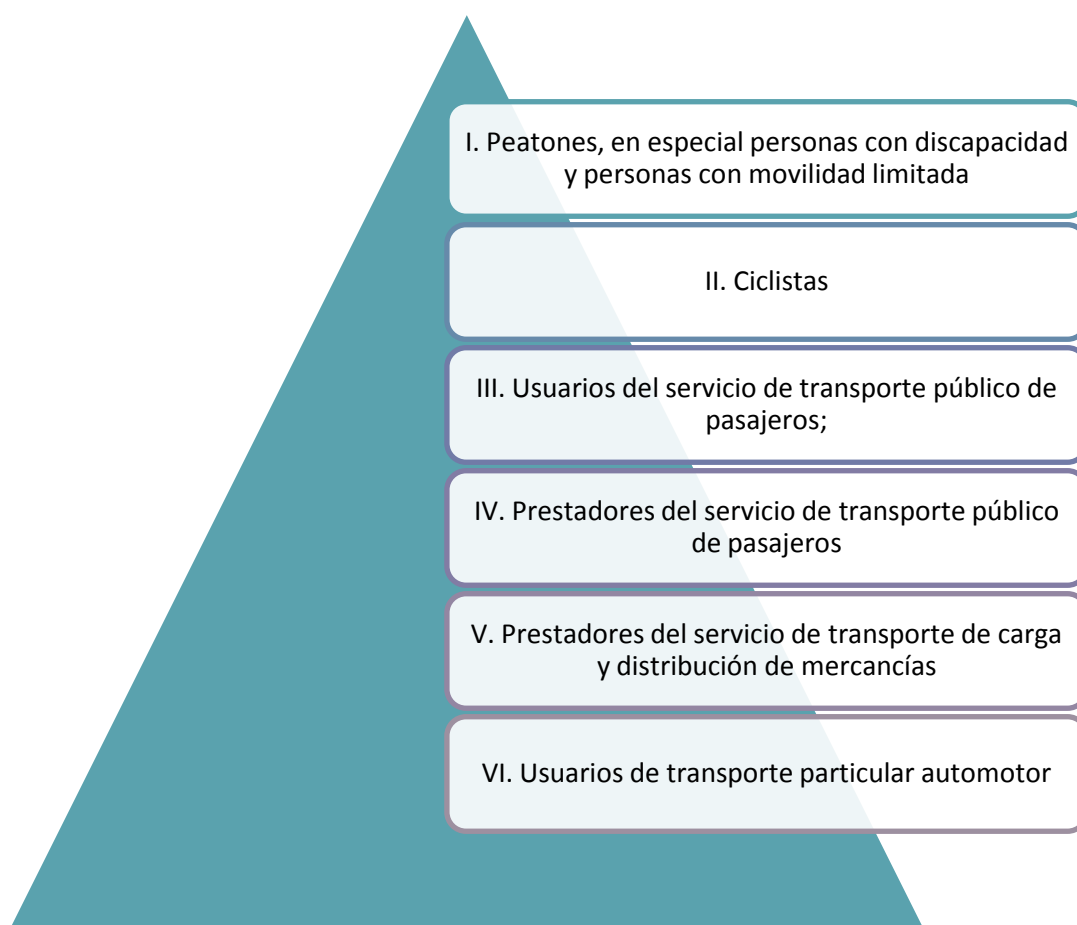 I. Peatones, en especial personas con discapacidad
y personas con movilidad limitada
II. Ciclistas
III. Usuarios del servicio de transporte público de
pasajeros;
IV. Prestadores del servicio de transporte público
de pasajeros
V. Prestadores del servicio de transporte de carga
y distribución de mercancías
VI. Usuarios de transporte particular automotor